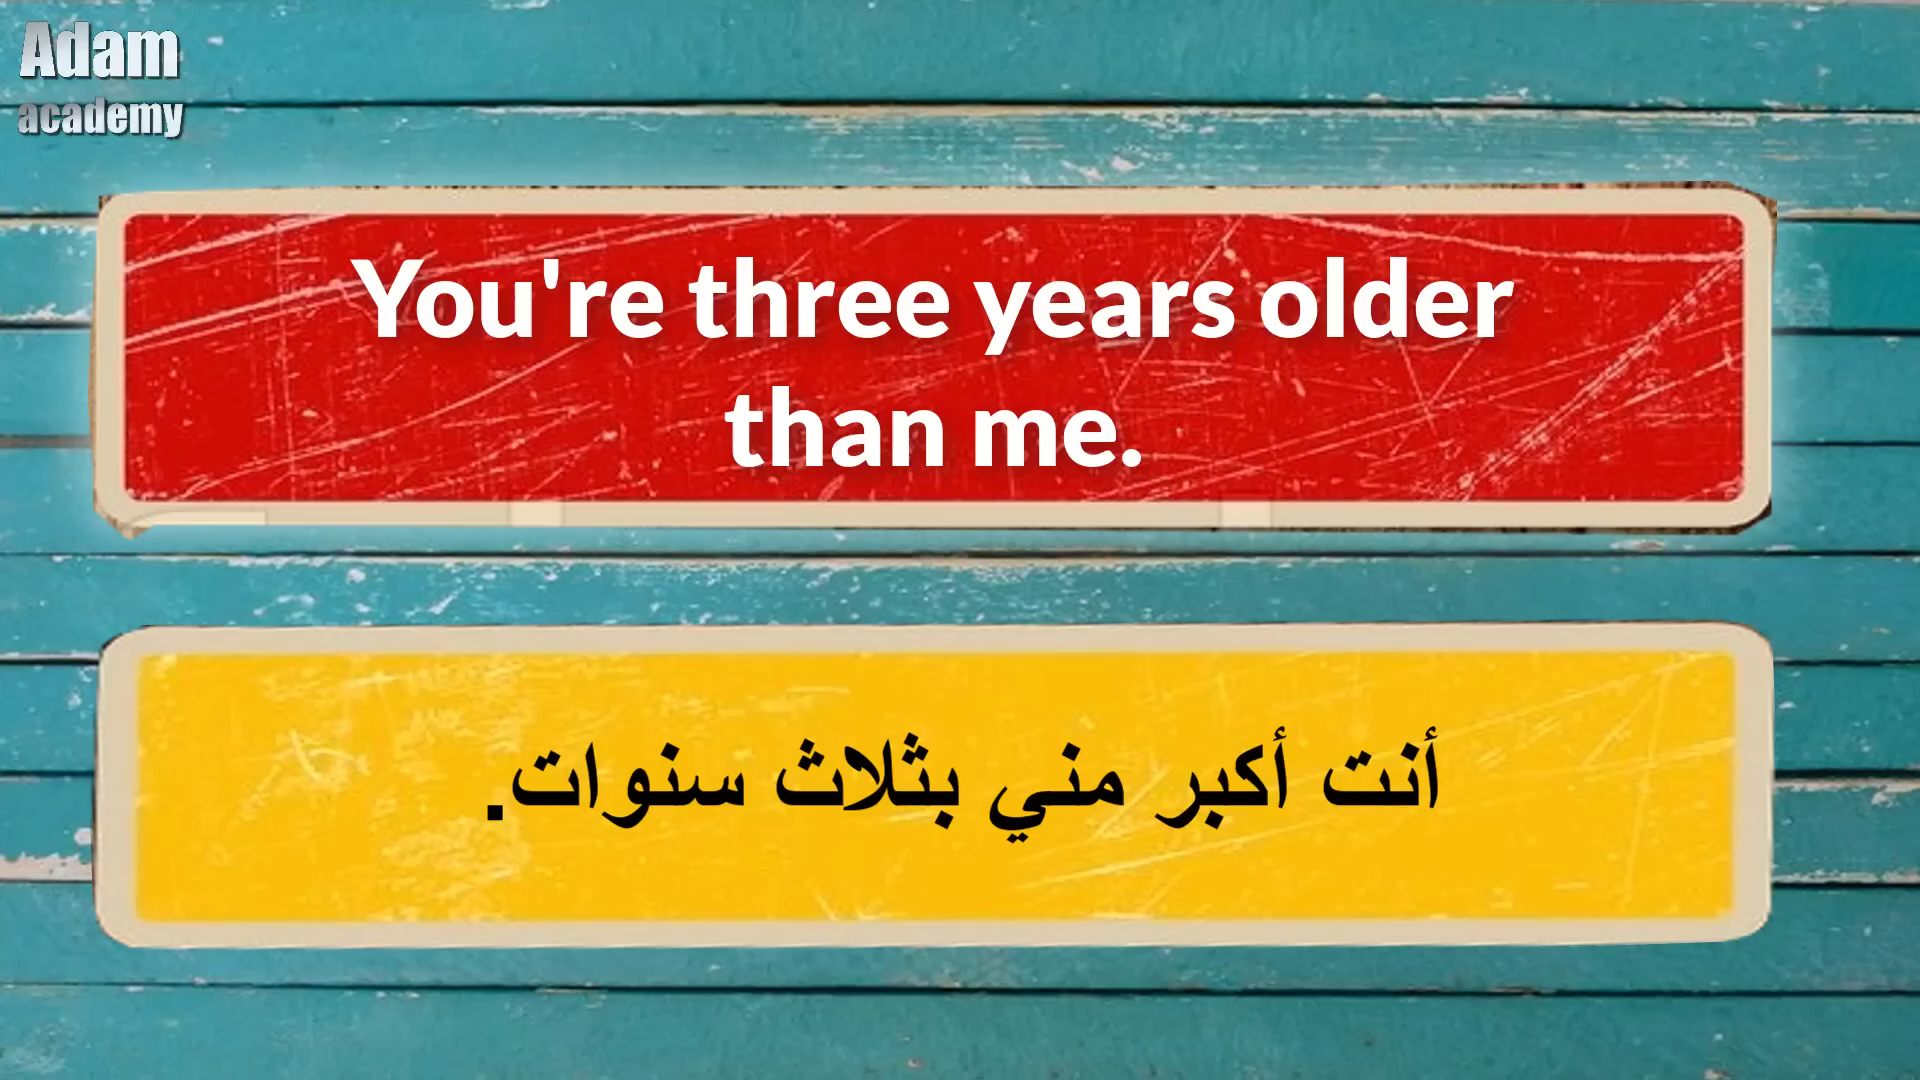 Adam
academy
You're three years older
than me.
أنت أكبر مني بثلاث سنوات.